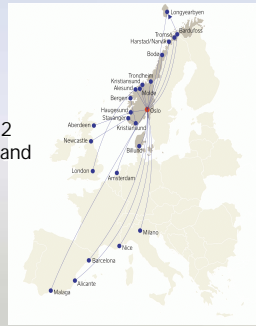 Longyearbyen
Tromsø
Bardufoss
Harstad/Narvik
Bodø
Trondheim
Kristiansund
Ålesund
Molde
Bergen
Haugesund
Oslo
Stavanger
Kristiansund
Aberdeen
2
and
Newcastle
Billund
London
Amsterdam
Milano
Nice
Barcelona
Alicante
Malaga